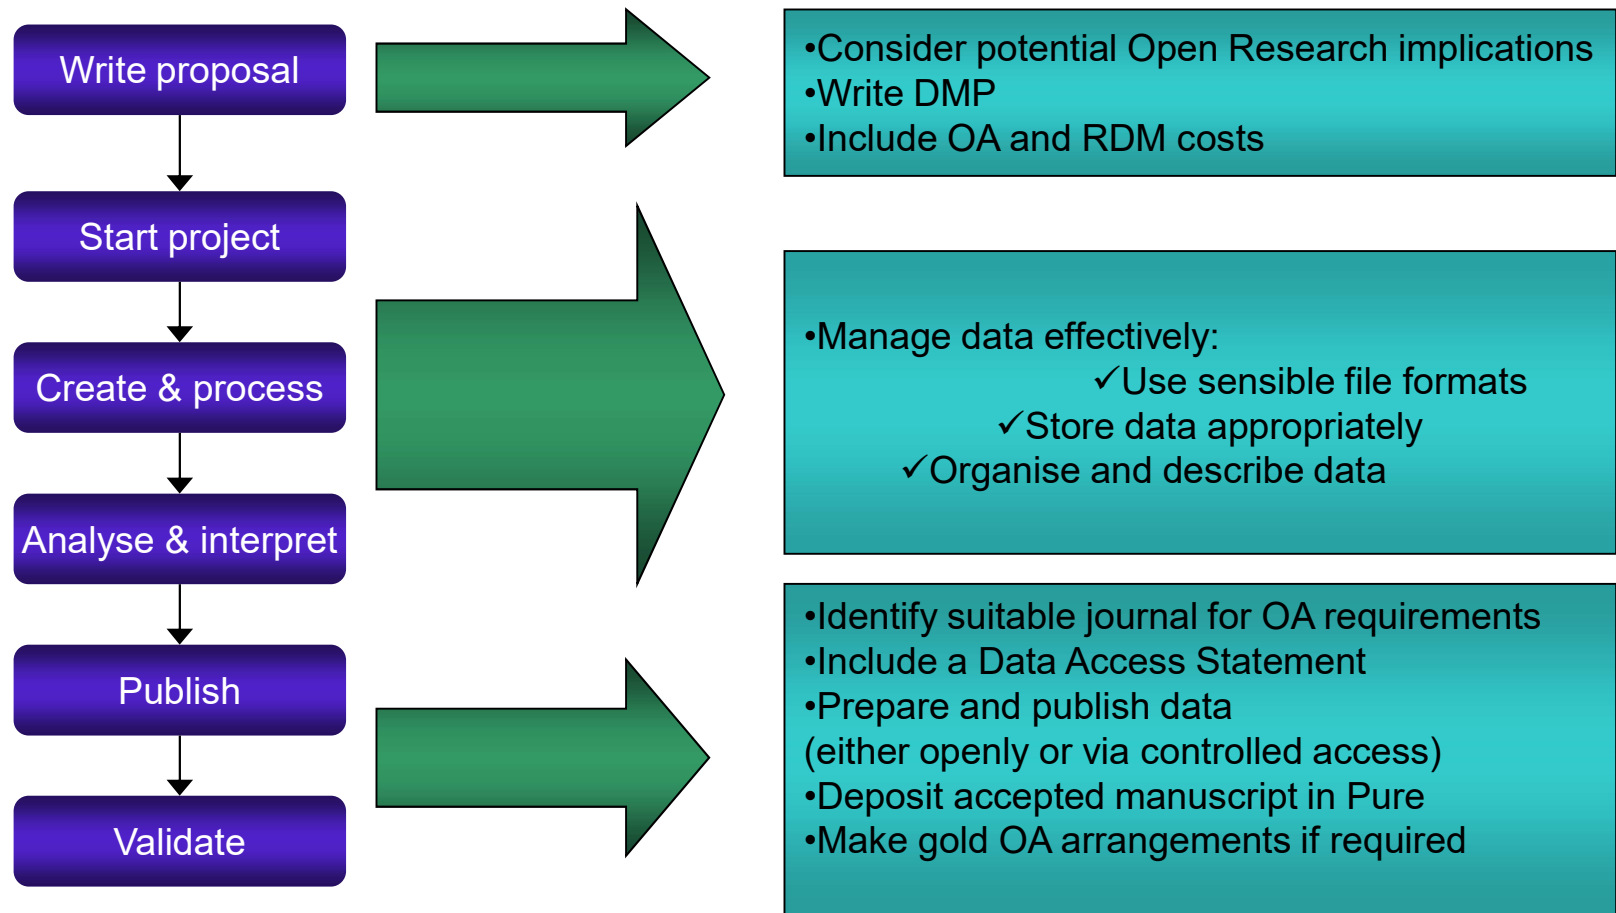 Write proposal
Start project
Create & process
Analyse & interpret
Publish
Validate
•Consider potential Open Research implications
•Write DMP
•Include OA and RDM costs
•Manage data effectively:
✓Use sensible file formats
✓Store data appropriately
✓Organise and describe data
•Identify suitable journal for OA requirements
•Include a Data Access Statement
•Prepare and publish data
(either openly or via controlled access)
•Deposit accepted manuscript in Pure
•Make gold OA arrangements if required